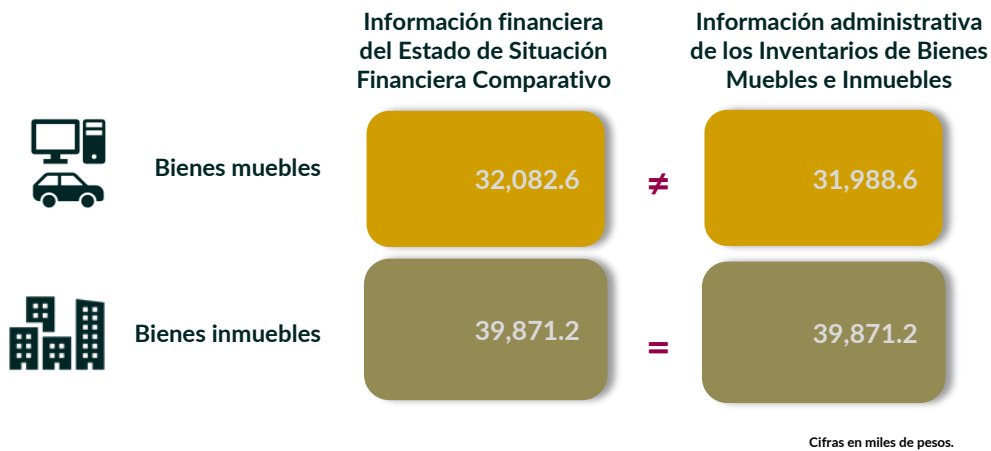 Información financiera
del Estado de Situación
Financiera Comparativo
Información administrativa
de los Inventarios de Bienes
Muebles e Inmuebles
Bienes muebles
32,082.6
≠
31,988.6
Bienes inmuebles
39,871.2
=
39,871.2
Cifras en miles de pesos.